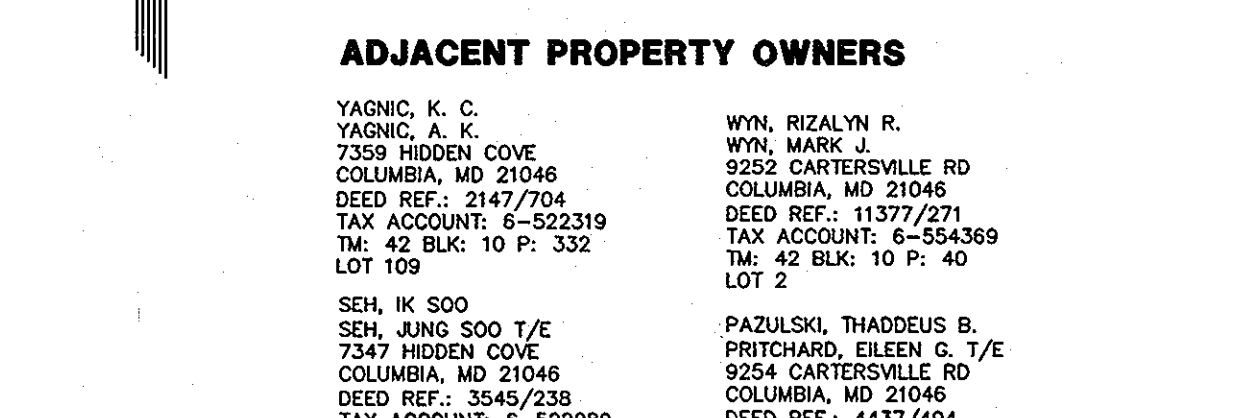 ADJACENT PROPERTY OWNERS
YAGNIC, K. C.
YAGNIC, A. K.
7359 HIDDEN COVE
COLUMBIA, MD 21046
DEED REF.: 2147/704
TAX ACCOUNT: 6-522319
TM: 42 BLK: 10 P: 332
LOT 109
SEH, IK SOO
SEH, JUNG SOO T/E
7347 HIDDEN COVE
COLUMBIA, MD 21046
DEED REF.: 3545/238
TAX ACCOUNT:
WYN, RIZALYN R.
WYN, MARK J.
9252 CARTERSVILLE RD
COLUMBIA, MD 21046
DEED REF.: 11377/271
TAX ACCOUNT: 6-554369
TM: 42 BLK: 10 P: 40
LOT 2
PAZULSKI, THADDEUS B.
PRITCHARD, EILEEN G. T/E
9254 CARTERSVILLE RD
COLUMBIA, MD 21046
DEED REF.: